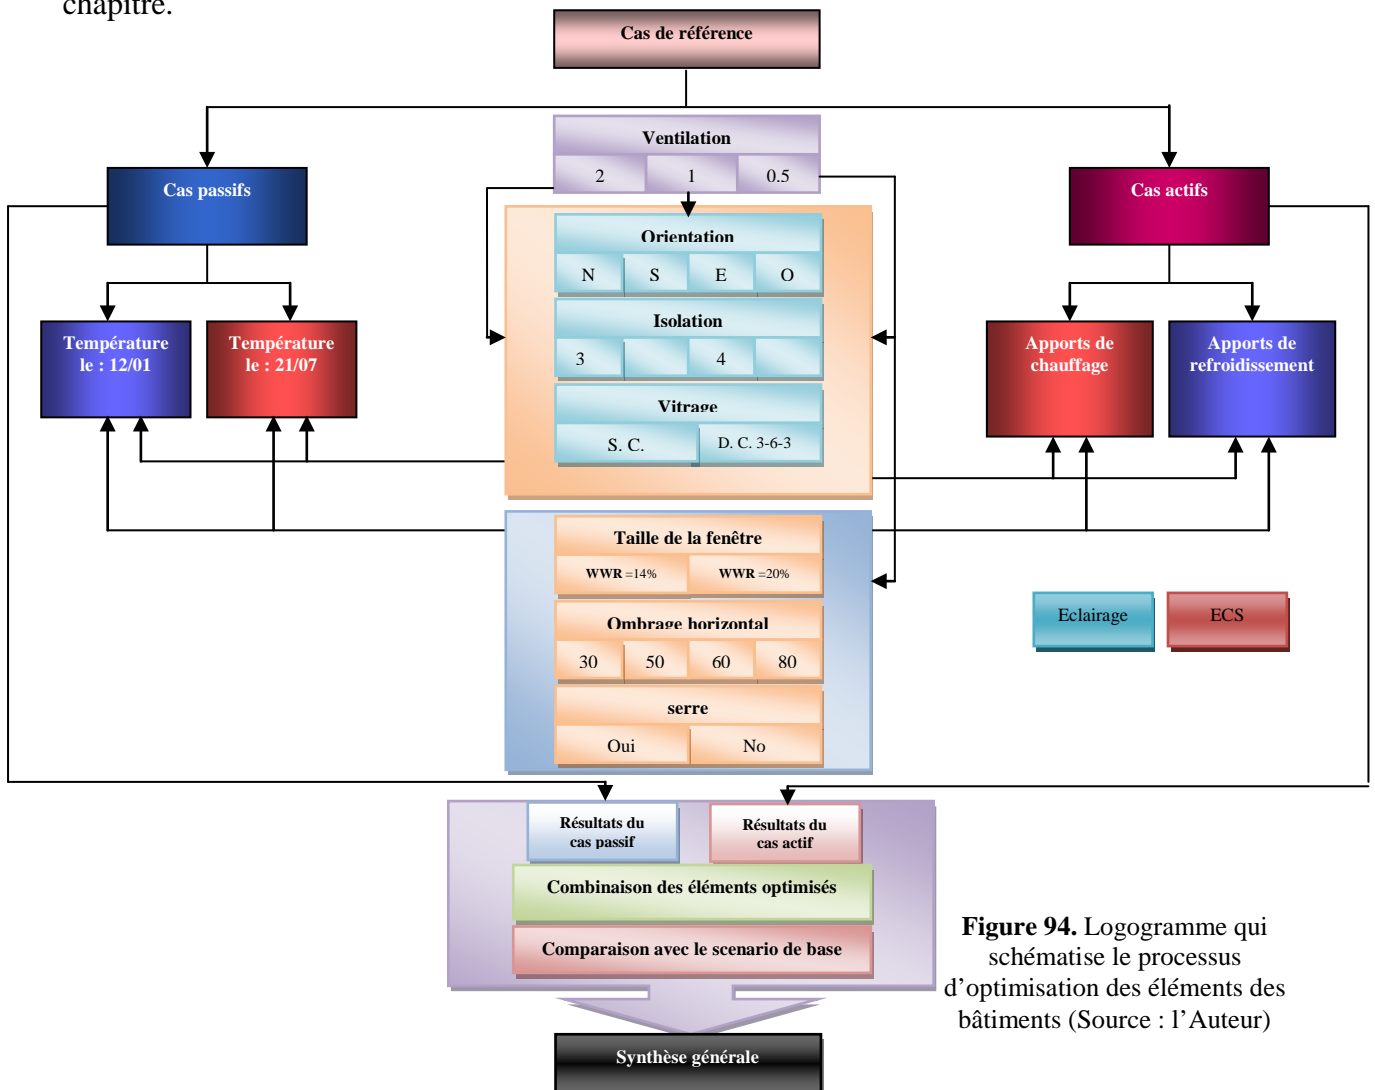 chapitre.
Cas de référence
Ventilation
2 1 0.5
Cas passifs
Cas actifs
Orientation
N S E O
Isolation
3 4
Vitrage
S. C. D. C. 3-6-3
Température
le : 12/01
Température
le : 21/07
Apports de
chauffage
Apports de
refroidissement
Taille de la fenêtre
WWR =14% WWR =20%
Ombrage horizontal
30 50 60 80
serre
Oui No
Eclairage
ECS
Résultats du
cas passif
Résultats du
cas actif
Combinaison des éléments optimisés
Comparaison avec le scenario de base
Synthèse générale
Figure 94. Logogramme qui
schématise le processus
d’optimisation des éléments des
bâtiments (Source : l’Auteur)